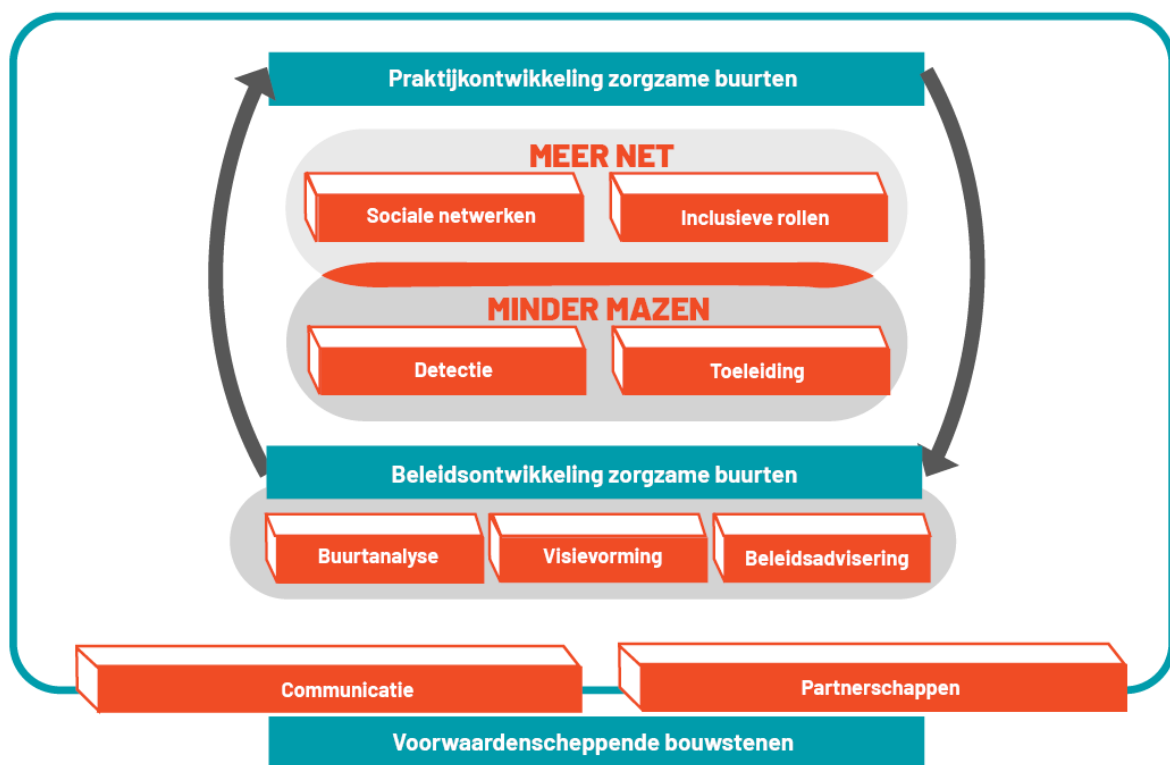 Praktijkontwikkeling zorgzame buurten
MEER NET
Sociale netwerken
Inclusieve rollen
MINDER MAZEN
Detectie
Toeleiding
Beleidsontwikkeling zorgzame buurten
Buurtanalyse
Visievorming
Beleidsadvisering
Communicatie
Partnerschappen
Voorwaardenscheppende bouwstenen